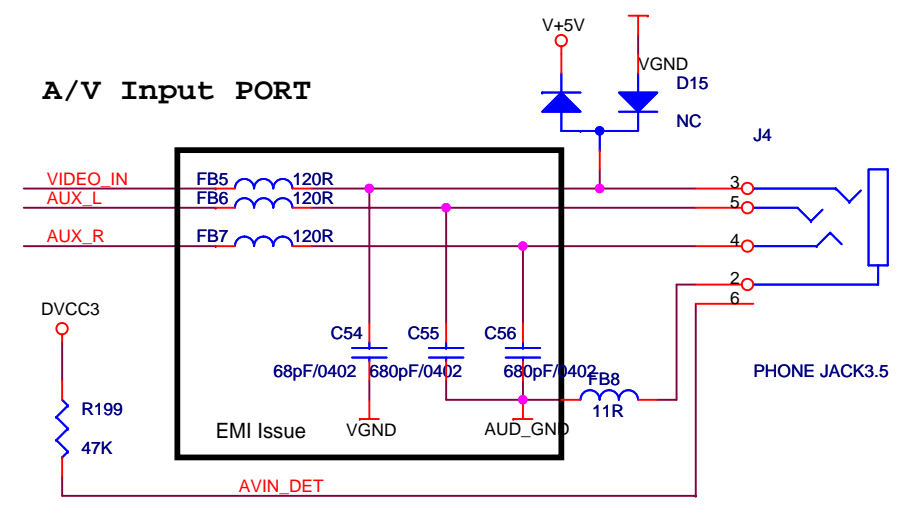 V+5V
A/V Input PORT
VGND
D15
NC
J4
VIDEO_IN
FB5
120R
3
AUX_L
FB6
120R
5
AUX_R
FB7
120R
4
2
6
DVCC3
C54
C55
C56
68pF/0402
680pF/0402
680pF/0402
FB8
PHONE JACK3.5
R199
11R
EMI Issue
VGND
AUD_GND
47K
AVIN_DET